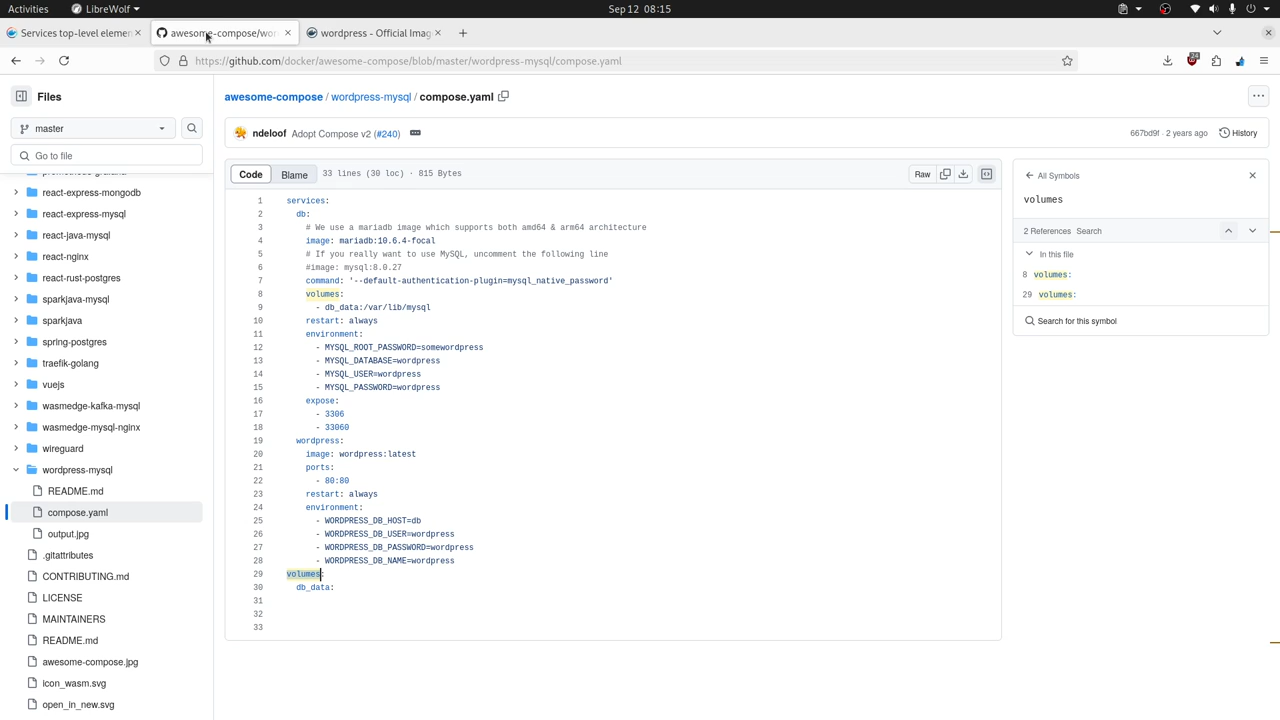 Activities
LibreWolf
Sep 12 08:15
Services top-level elemen
awesome-compose/wor
wordpress - Official Imag
https://github.com/docker/awesome-compose/blob/master/wordpress-mysql/compose.yaml
24
Files
master
Go to file
react-express-mongodb
react-express-mysql
react-java-mysql
react-nginx
react-rust-postgres
sparkjava-mysql
sparkjava
spring-postgres
traefik-golang
vuejs
wasmedge-kafka-mysql
wasmedge-mysql-nginx
wireguard
wordpress-mysql
README.md
compose.yaml
output.jpg
.gitattributes
CONTRIBUTING.md
LICENSE
MAINTAINERS
README.md
awesome-compose.jpg
icon_wasm.svg
open_in_new.svg
awesome-compose / wordpress-mysql / compose.yaml
ndeloof Adopt Compose v2 (#240)
667bd9f · 2 years ago
History
Code
Blame
33 lines (30 loc) · 815 Bytes
Raw
1 services:
2 db:
3 # We use a mariadb image which supports both amd64 & arm64 architecture
4 image: mariadb:10.6.4-focal
5 # If you really want to use MySQL, uncomment the following line
6 #image: mysql:8.0.27
7 command: '--default-authentication-plugin=mysql_native_password'
8 volumes:
9 - db_data:/var/lib/mysql
10 restart: always
11 environment:
12 - MYSQL_ROOT_PASSWORD=somewordpress
13 - MYSQL_DATABASE=wordpress
14 - MYSQL_USER=wordpress
15 - MYSQL_PASSWORD=wordpress
16 expose:
17 - 3306
18 - 33060
19 wordpress:
20 image: wordpress:latest
21 ports:
22 - 80:80
23 restart: always
24 environment:
25 - WORDPRESS_DB_HOST=db
26 - WORDPRESS_DB_USER=wordpress
27 - WORDPRESS_DB_PASSWORD=wordpress
28 - WORDPRESS_DB_NAME=wordpress
29 volumes:
30 db_data:
31
32
33
All Symbols
volumes
2 References Search
In this file
8 volumes:
29 volumes:
Search for this symbol